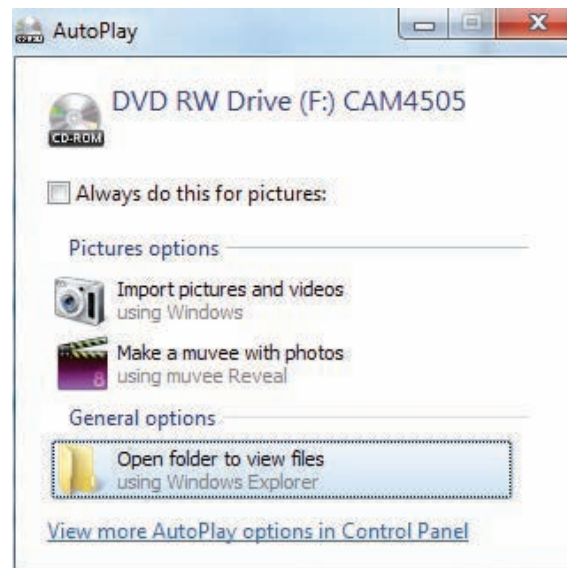 AutoPlay
DVD RW Drive (F:) CAM4505
CD-ROM
Always do this for pictures:
Pictures options
Import pictures and videos
using Windows
Make a muvee with photos
8
using muvee Reveal
General options
Open folder to view files
using Windows Explorer
View more AutoPlay options in Control Panel